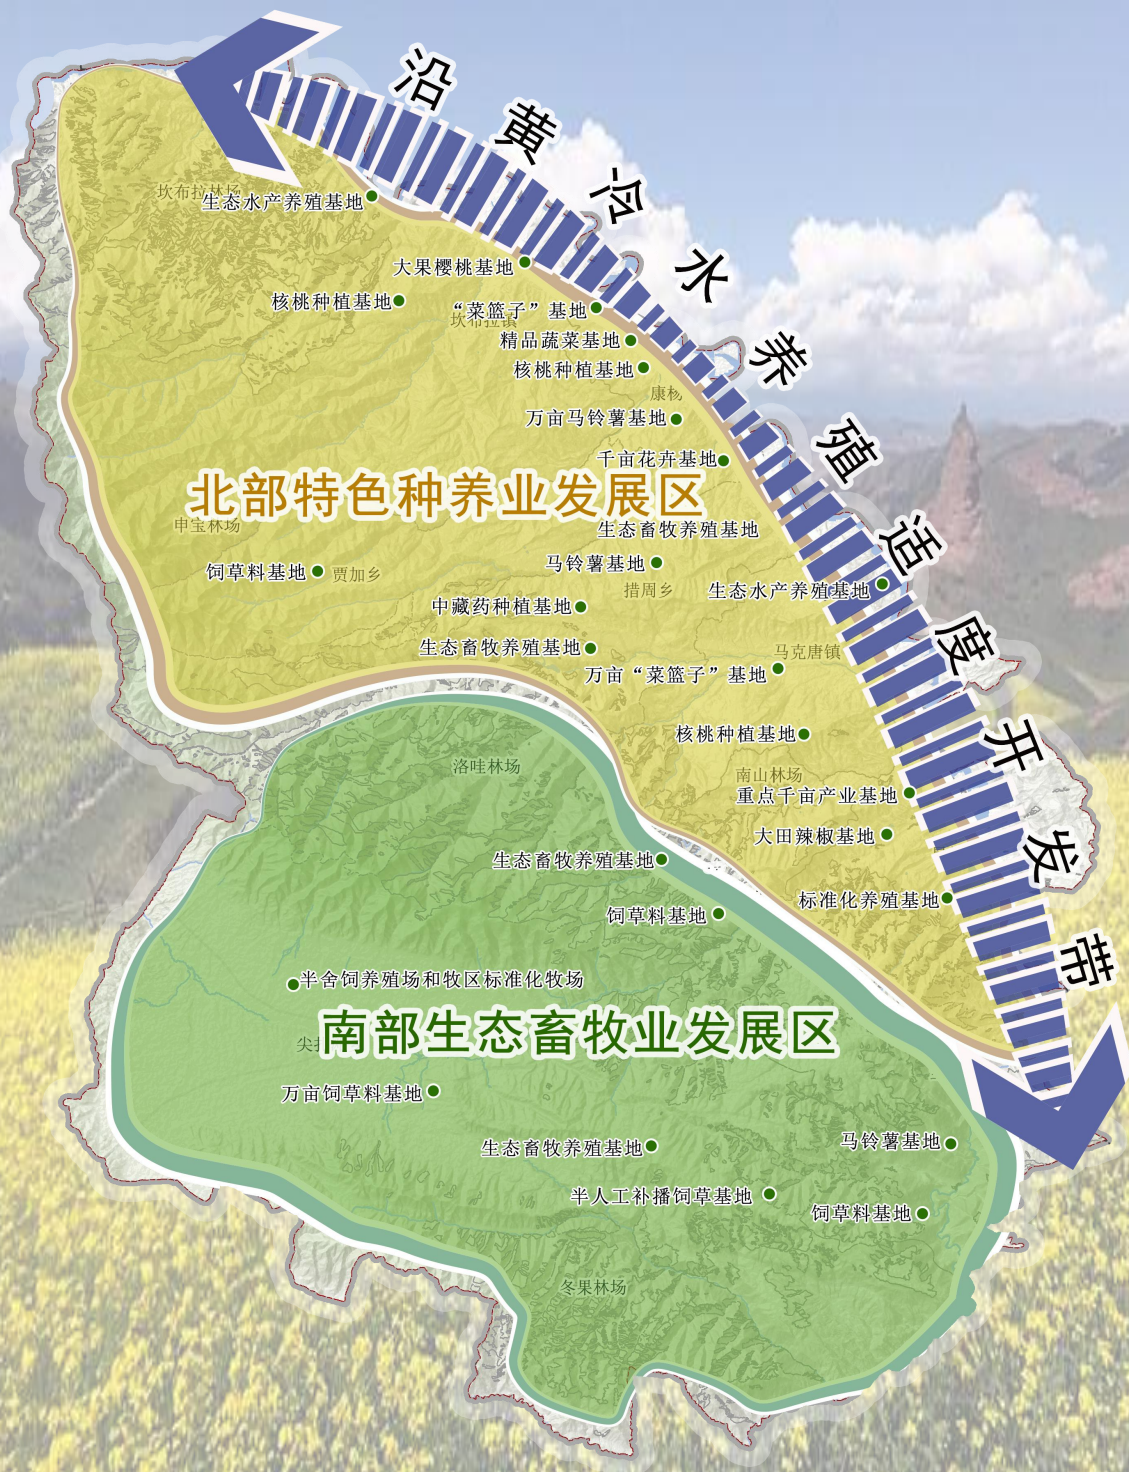 沿黄冷水养殖适度开发带
坎布拉林场
生态水产养殖基地
大果樱桃基地
核桃种植基地
“菜篮子”基地
坎布拉镇
精品蔬菜基地
核桃种植基地
康杨
万亩马铃薯基地
千亩花卉基地
北部特色种养业发展区
申宝林场
生态畜牧养殖基地
马铃薯基地
饲草料基地
贾加乡
措周乡
生态水产养殖基地
中藏药种植基地
生态畜牧养殖基地
马克唐镇
万亩“菜篮子”基地
核桃种植基地
洛哇林场
南山林场
重点千亩产业基地
大田辣椒基地
生态畜牧养殖基地
标准化养殖基地
饲草料基地
半舍饲养殖场和牧区标准化牧场
南部生态畜牧业发展区
尖扎
万亩饲草料基地
生态畜牧养殖基地
马铃薯基地
半人工补播饲草基地
饲草料基地
冬果林场